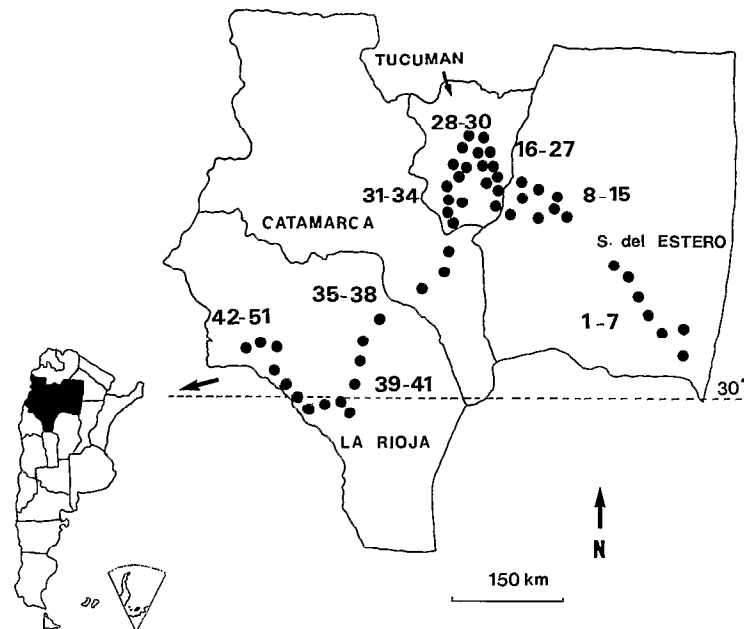 TUCUMAN
28-30
16-27
31-34
8-15
CATAMARCA
S. del ESTERO
35-38
42-51
1-7
39-41
30°
LA RIOJA
N
150 km